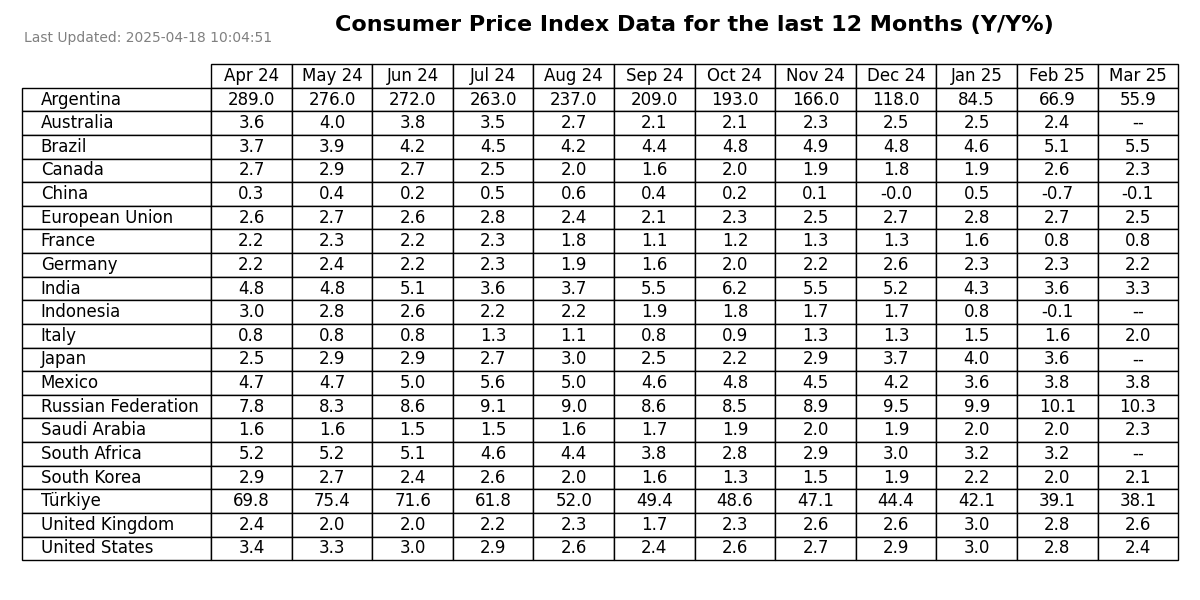 Consumer Price Index Data for the last 12 Months (Y/Y%)
Last Updated: 2025-04-18 10:04:51
Apr 24 May 24 Jun 24 Jul 24 Aug 24 Sep 24 Oct 24 Nov 24 Dec 24 Jan 25 Feb 25 Mar 25
Argentina 289.0 276.0 272.0 263.0 237.0 209.0 193.0 166.0 118.0 84.5 66.9 55.9
Australia 3.6 4.0 3.8 3.5 2.7 2.1 2.1 2.3 2.5 2.5 2.4 --
Brazil 3.7 3.9 4.2 4.5 4.2 4.4 4.8 4.9 4.8 4.6 5.1 5.5
Canada 2.7 2.9 2.7 2.5 2.0 1.6 2.0 1.9 1.8 1.9 2.6 2.3
China 0.3 0.4 0.2 0.5 0.6 0.4 0.2 0.1 -0.0 0.5 -0.7 -0.1
European Union 2.6 2.7 2.6 2.8 2.4 2.1 2.3 2.5 2.7 2.8 2.7 2.5
France 2.2 2.3 2.2 2.3 1.8 1.1 1.2 1.3 1.3 1.6 0.8 0.8
Germany 2.2 2.4 2.2 2.3 1.9 1.6 2.0 2.2 2.6 2.3 2.3 2.2
India 4.8 4.8 5.1 3.6 3.7 5.5 6.2 5.5 5.2 4.3 3.6 3.3
Indonesia 3.0 2.8 2.6 2.2 2.2 1.9 1.8 1.7 1.7 0.8 -0.1 --
Italy 0.8 0.8 0.8 1.3 1.1 0.8 0.9 1.3 1.3 1.5 1.6 2.0
Japan 2.5 2.9 2.9 2.7 3.0 2.5 2.2 2.9 3.7 4.0 3.6 --
Mexico 4.7 4.7 5.0 5.6 5.0 4.6 4.8 4.5 4.2 3.6 3.8 3.8
Russian Federation 7.8 8.3 8.6 9.1 9.0 8.6 8.5 8.9 9.5 9.9 10.1 10.3
Saudi Arabia 1.6 1.6 1.5 1.5 1.6 1.7 1.9 2.0 1.9 2.0 2.0 2.3
South Africa 5.2 5.2 5.1 4.6 4.4 3.8 2.8 2.9 3.0 3.2 3.2 --
South Korea 2.9 2.7 2.4 2.6 2.0 1.6 1.3 1.5 1.9 2.2 2.0 2.1
Türkiye 69.8 75.4 71.6 61.8 52.0 49.4 48.6 47.1 44.4 42.1 39.1 38.1
United Kingdom 2.4 2.0 2.0 2.2 2.3 1.7 2.3 2.6 2.6 3.0 2.8 2.6
United States 3.4 3.3 3.0 2.9 2.6 2.4 2.6 2.7 2.9 3.0 2.8 2.4